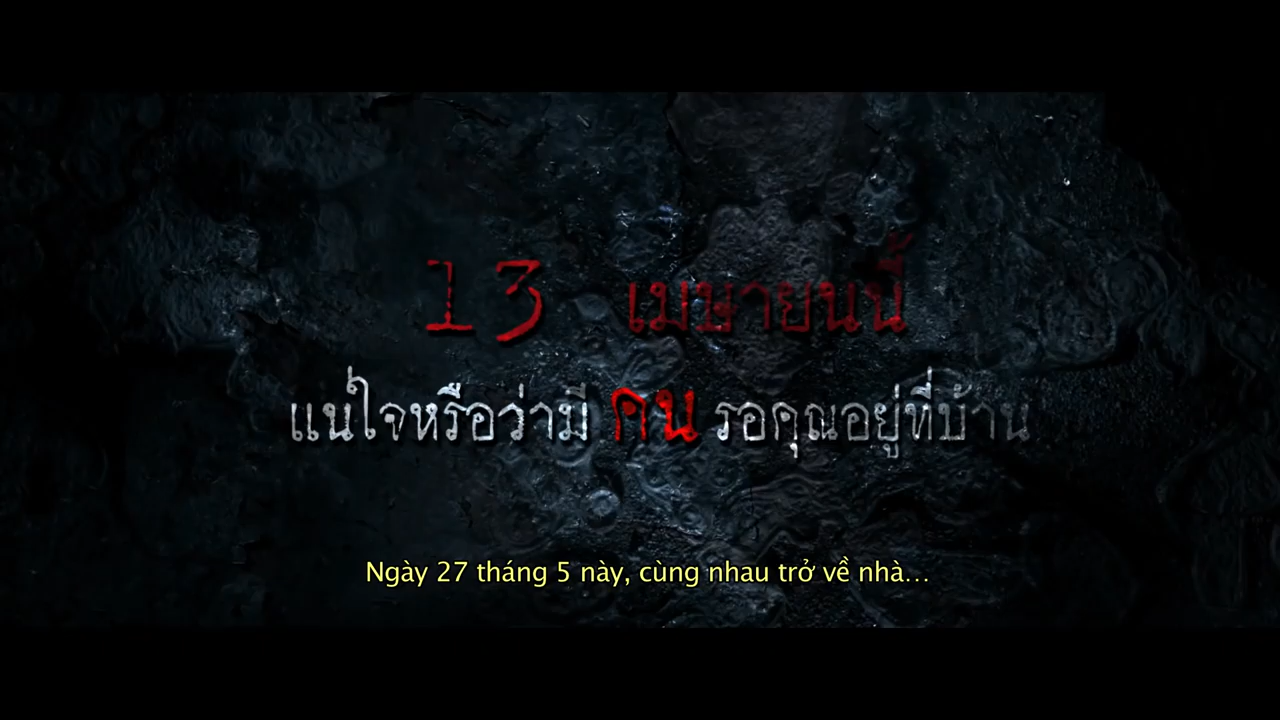 13 เมษายนนี้
แน่ใจหรือว่ามี คน รอคุณอยู่ที่บ้าน
Ngày 27 tháng 5 này, cùng nhau trở về nhà...